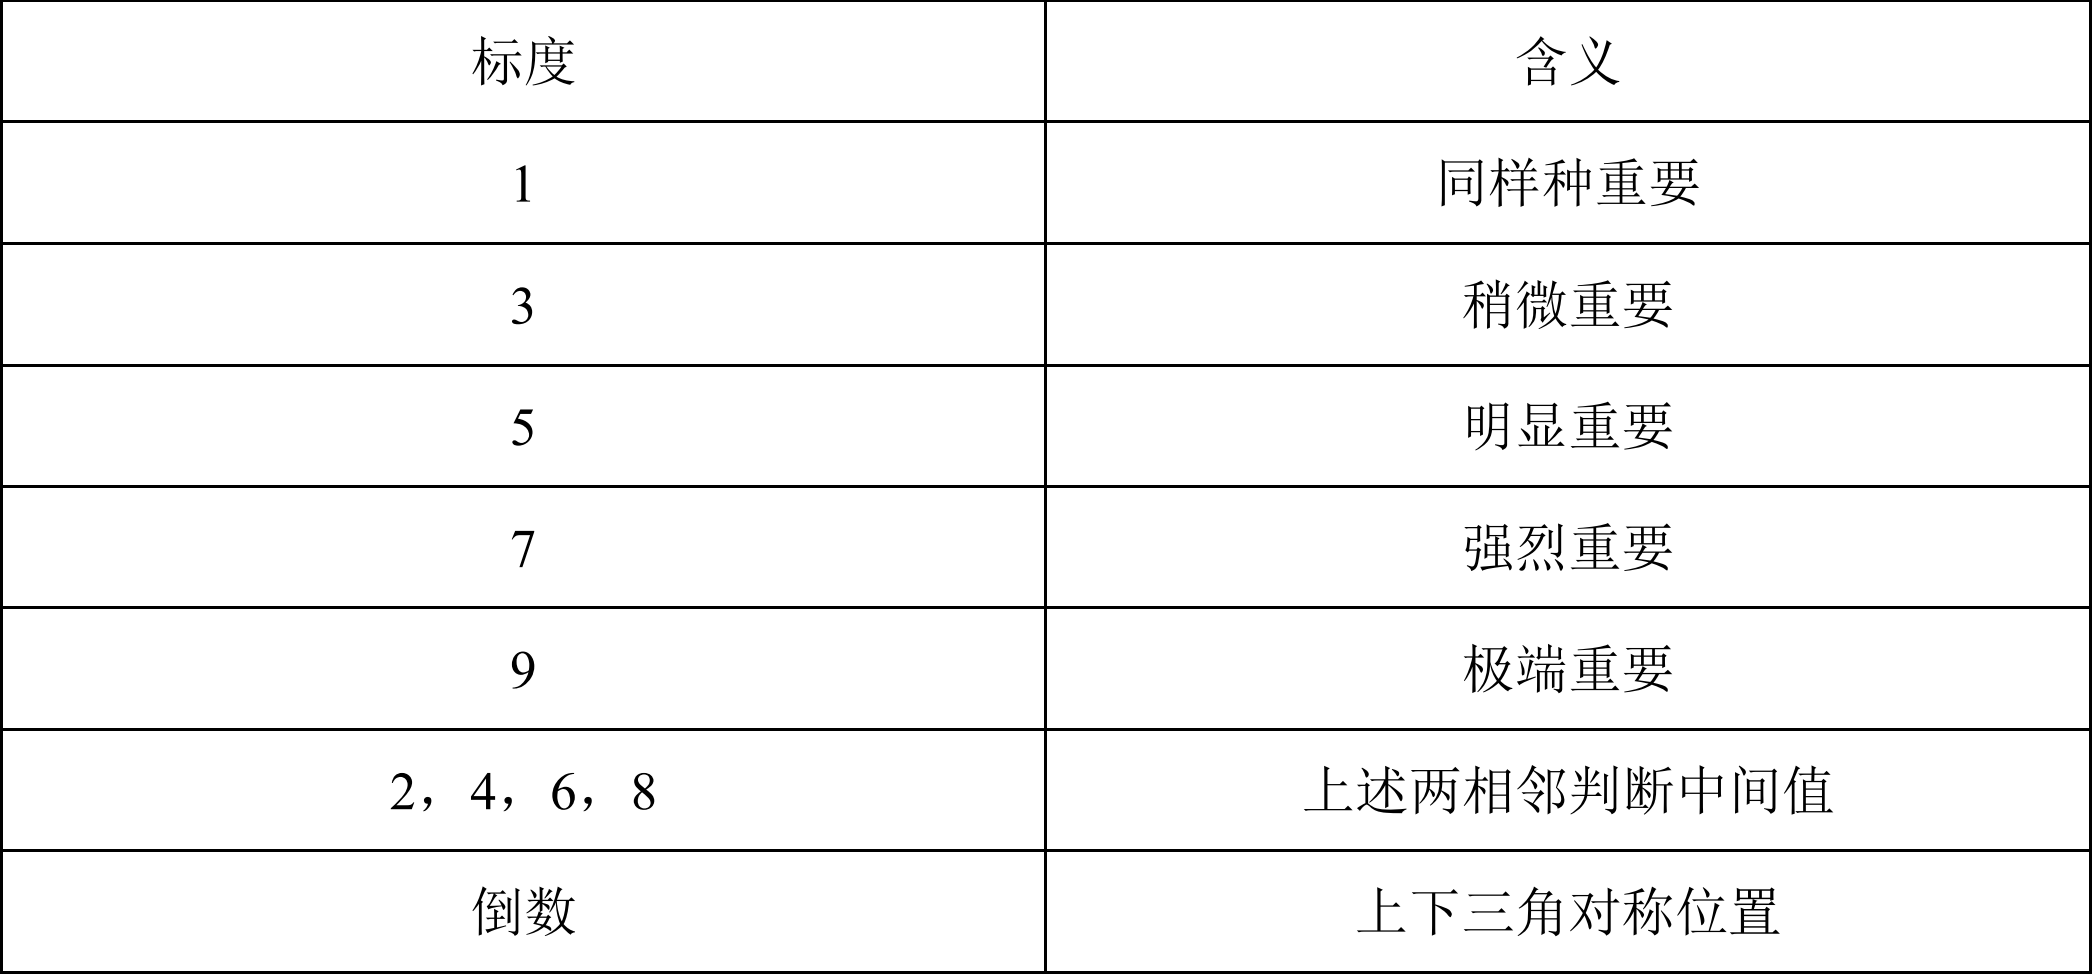 标度 含义
1 同样种重要
3 稍微重要
5 明显重要
7 强烈重要
9 极端重要
2，4，6，8 上述两相邻判断中间值
倒数 上下三角对称位置